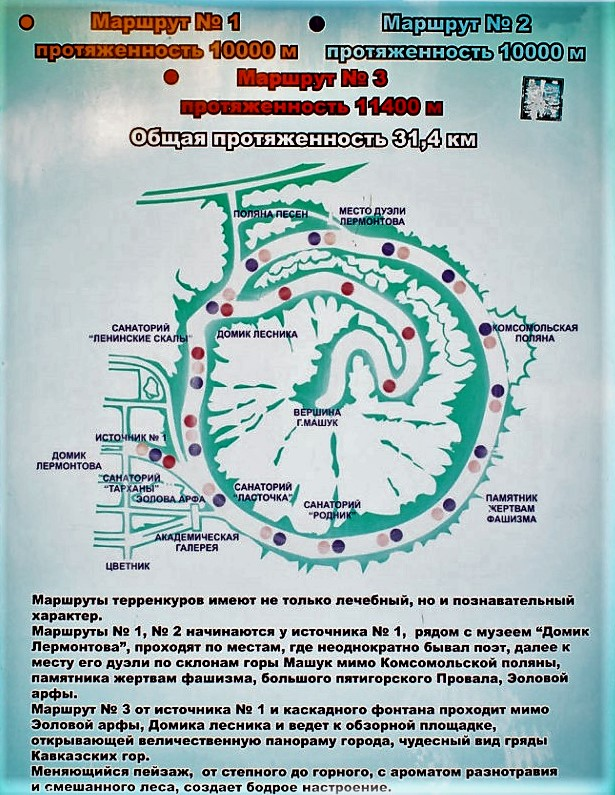 Маршрут № 1
протяженность 10000 м
Маршрут № 2
протяженность 10000 м
Маршрут № 3
протяженность 11400 м
Общая протяженность 31,4 км
ПОЛЯНА ПЕСЕН
МЕСТО ДУЭЛИ
ЛЕРМОНТОВА
САНАТОРИЙ
"ЛЕНИНСКИЕ СКАЛЫ"
ДОМИК ЛЕСНИКА
КОМСОМОЛЬСКАЯ
ПОЛЯНА
ВЕРШИНА
Г.МАШУК
ИСТОЧНИК № 1
ДОМИК
ЛЕРМОНТОВА
САНАТОРИЙ
"ТАРХАНЫ"
ЭОЛОВА АРФА
САНАТОРИЙ
"ЛАСТОЧКА"
САНАТОРИЙ
"РОДНИК"
ПАМЯТНИК
ЖЕРТВАМ
ФАШИЗМА
АКАДЕМИЧЕСКАЯ
ГАЛЕРЕЯ
ЦВЕТНИК
Маршруты терренкуров имеют не только лечебный, но и познавательный
характер.
Маршруты № 1, № 2 начинаются у источника № 1, рядом с музеем "Домик
Лермонтова", проходят по местам, где неоднократно бывал поэт, далее к
месту его дуэли по склонам горы Машук мимо Комсомольской поляны,
памятника жертвам фашизма, большого пятигорского Провала, Эоловой
арфы.
Маршрут № 3 от источника № 1 и каскадного фонтана проходит мимо
Эоловой арфы, Домика лесника и ведет к обзорной площадке,
открывающей величественную панораму города, чудесный вид гряды
Кавказских гор.
Меняющийся пейзаж, от степного до горного, с ароматом разнотравия
и смешанного леса, создает бодрое настроение.